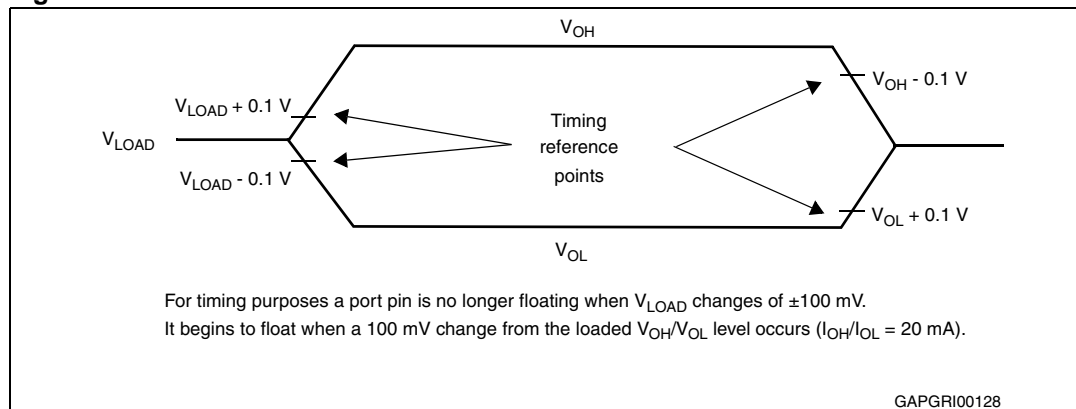 V_OH
V_OH - 0.1 V
V_LOAD + 0.1 V
Timing
reference
points
V_LOAD
V_LOAD - 0.1 V
V_OL + 0.1 V
V_OL
For timing purposes a port pin is no longer floating when V_LOAD changes of ±100 mV.
It begins to float when a 100 mV change from the loaded V_OH/V_OL level occurs (I_OH/I_OL = 20 mA).
GAPGRI00128